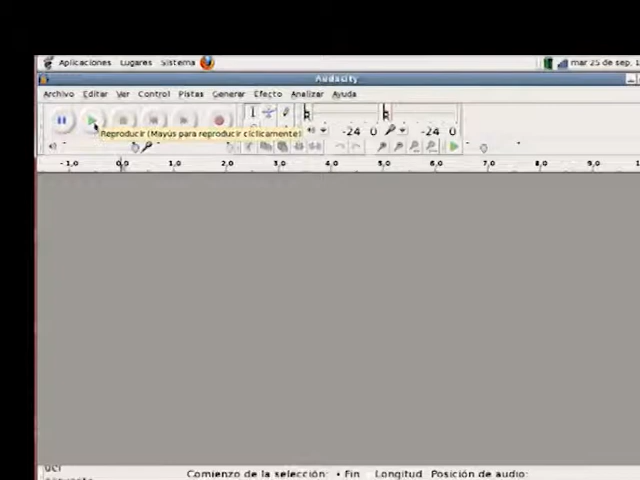 Aplicaciones Lugares Sistema mar 25 de sep, 1
Audacity
Archivo Editar Ver Control Pistas Generar Efecto Analizar Ayuda
-24 0 -24 0
Reproducir (Mayús para reproducir cíclicamente)
-1,0 0,0 1,0 2,0 3,0 4,0 5,0 6,0 7,0 8,0 9,0
Comienzo de la selección: Fin Longitud Posición de audio: